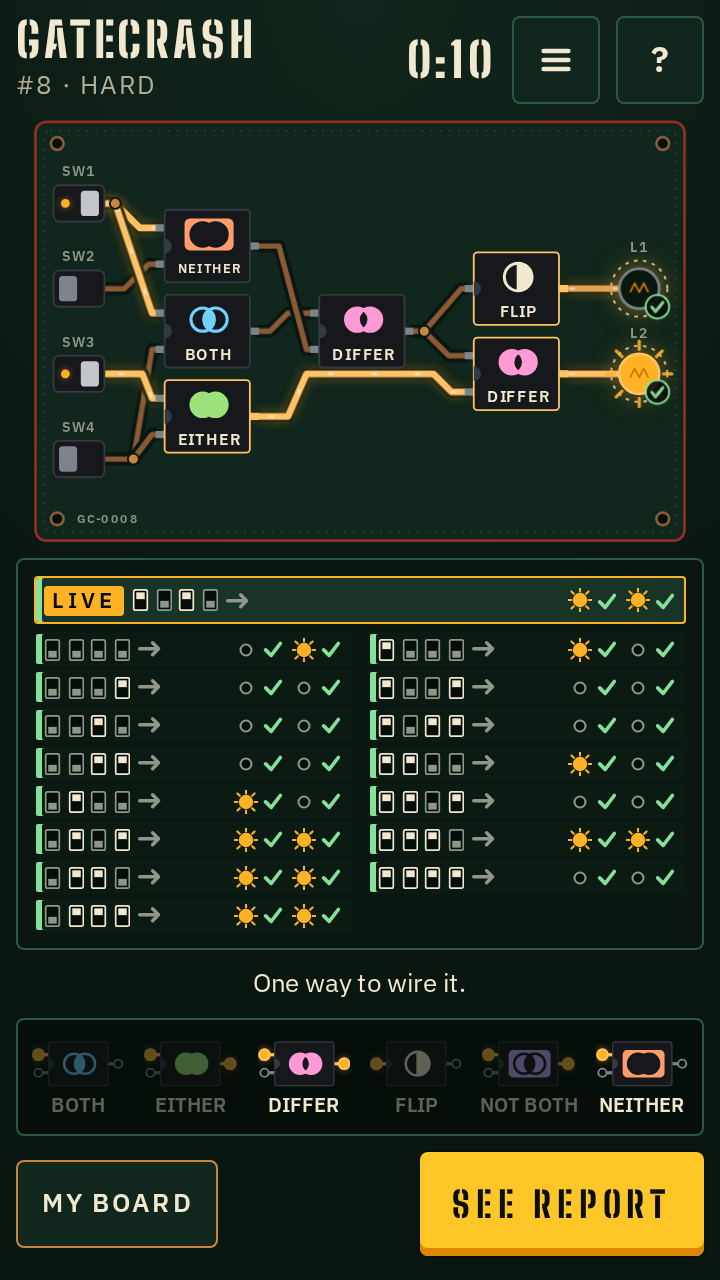 GATECRASH
#8 · HARD
0:10
?
SW1
SW2
SW3
SW4
NEITHER
BOTH
EITHER
DIFFER
FLIP
DIFFER
L1
L2
GC-0008
LIVE
One way to wire it.
BOTH EITHER DIFFER FLIP NOT BOTH NEITHER
MY BOARD
SEE REPORT